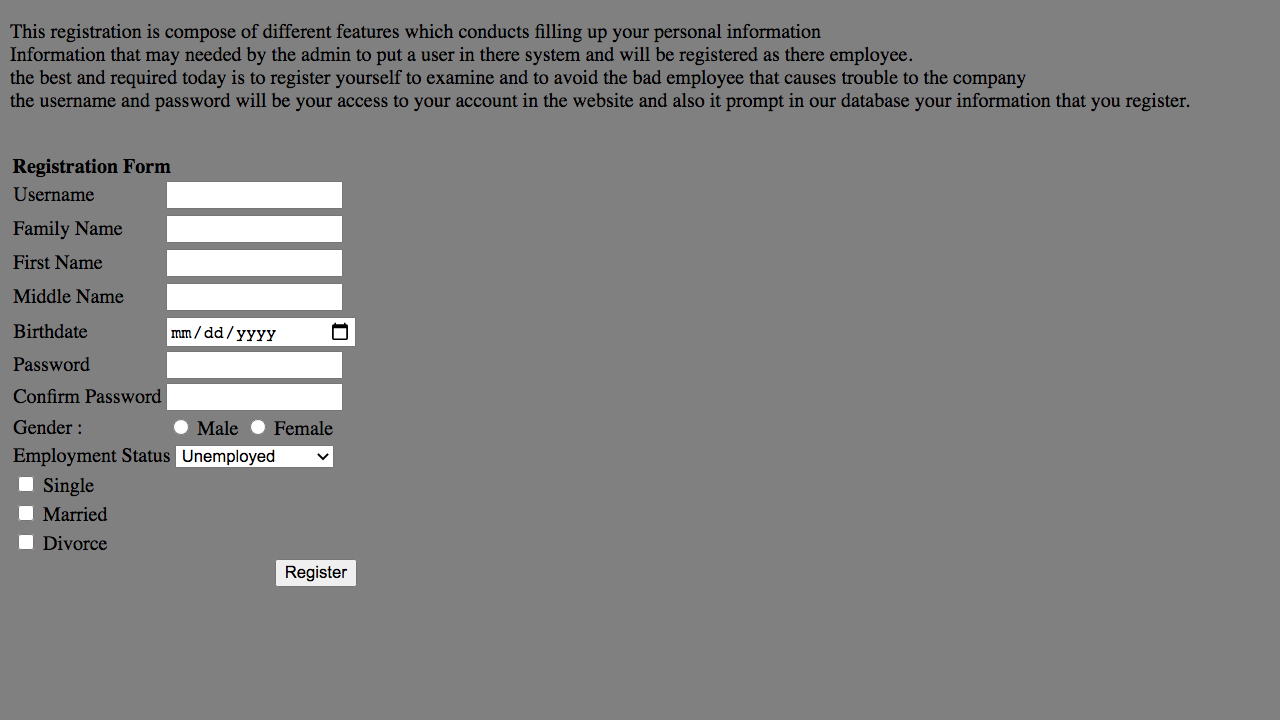 This registration is compose of different features which conducts filling up your personal information
Information that may needed by the admin to put a user in there system and will be registered as there employee.
the best and required today is to register yourself to examine and to avoid the bad employee that causes trouble to the company
the username and password will be your access to your account in the website and also it prompt in our database your information that you register.
Registration Form
Username
Family Name
First Name
Middle Name
Birthdate mm/dd/yyyy
Password
Confirm Password
Gender : Male Female
Employment Status Unemployed
Single
Married
Divorce
Register